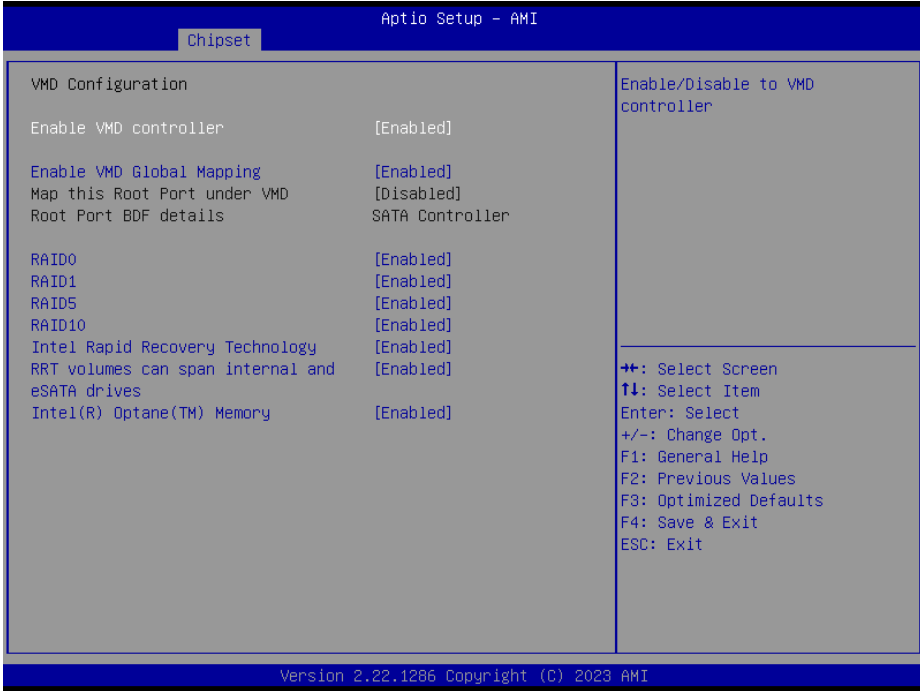 Aptio Setup – AMI
Chipset
VMD Configuration
Enable VMD controller [Enabled]
Enable VMD Global Mapping [Enabled]
Map this Root Port under VMD [Disabled]
Root Port BDF details SATA Controller
RAID0 [Enabled]
RAID1 [Enabled]
RAID5 [Enabled]
RAID10 [Enabled]
Intel Rapid Recovery Technology [Enabled]
RRT volumes can span internal and [Enabled]
eSATA drives
Intel(R) Optane(TM) Memory [Enabled]
Enable/Disable to VMD
controller
→←: Select Screen
↑↓: Select Item
Enter: Select
+/-: Change Opt.
F1: General Help
F2: Previous Values
F3: Optimized Defaults
F4: Save & Exit
ESC: Exit
Version 2.22.1286 Copyright (C) 2023 AMI